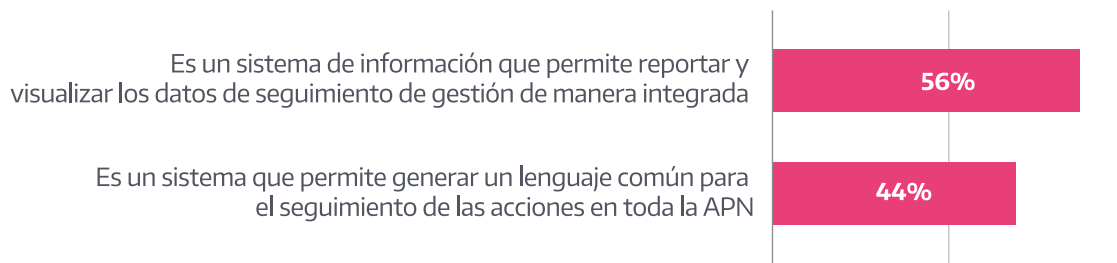 Es un sistema de información que permite reportar y
visualizar los datos de seguimiento de gestión de manera integrada
56%
Es un sistema que permite generar un lenguaje común para
el seguimiento de las acciones en toda la APN
44%